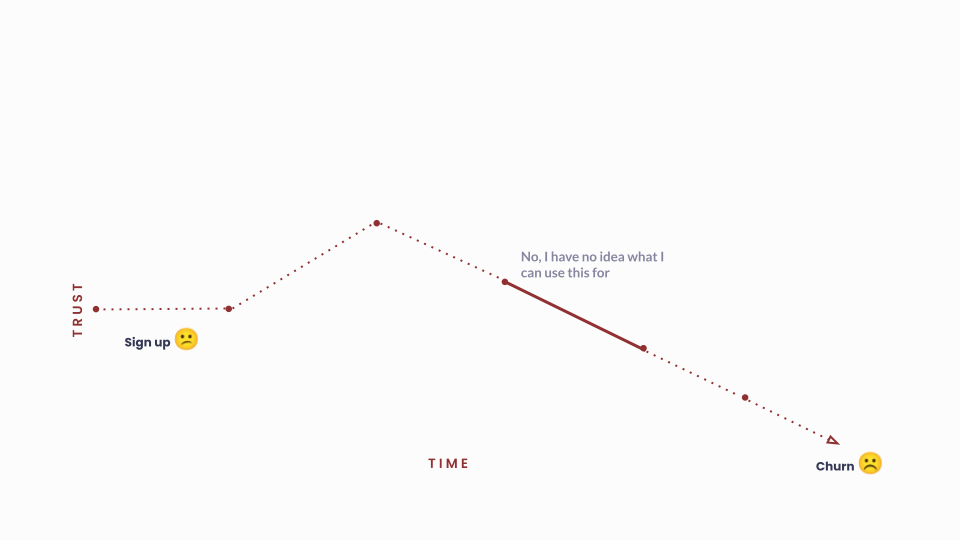 No, I have no idea what I
can use this for
TRUST
Sign up 😕
TIME
Churn ☹️